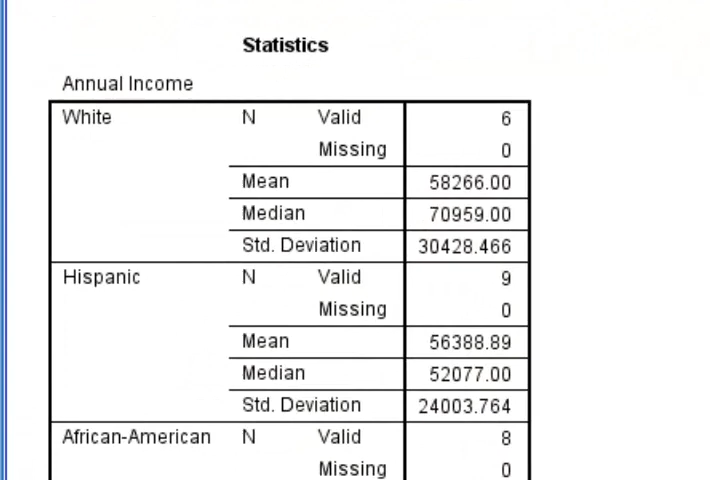 Statistics
Annual Income
White N Valid 6
Missing 0
Mean 58266.00
Median 70959.00
Std. Deviation 30428.466
Hispanic N Valid 9
Missing 0
Mean 56388.89
Median 52077.00
Std. Deviation 24003.764
African-American N Valid 8
Missing 0